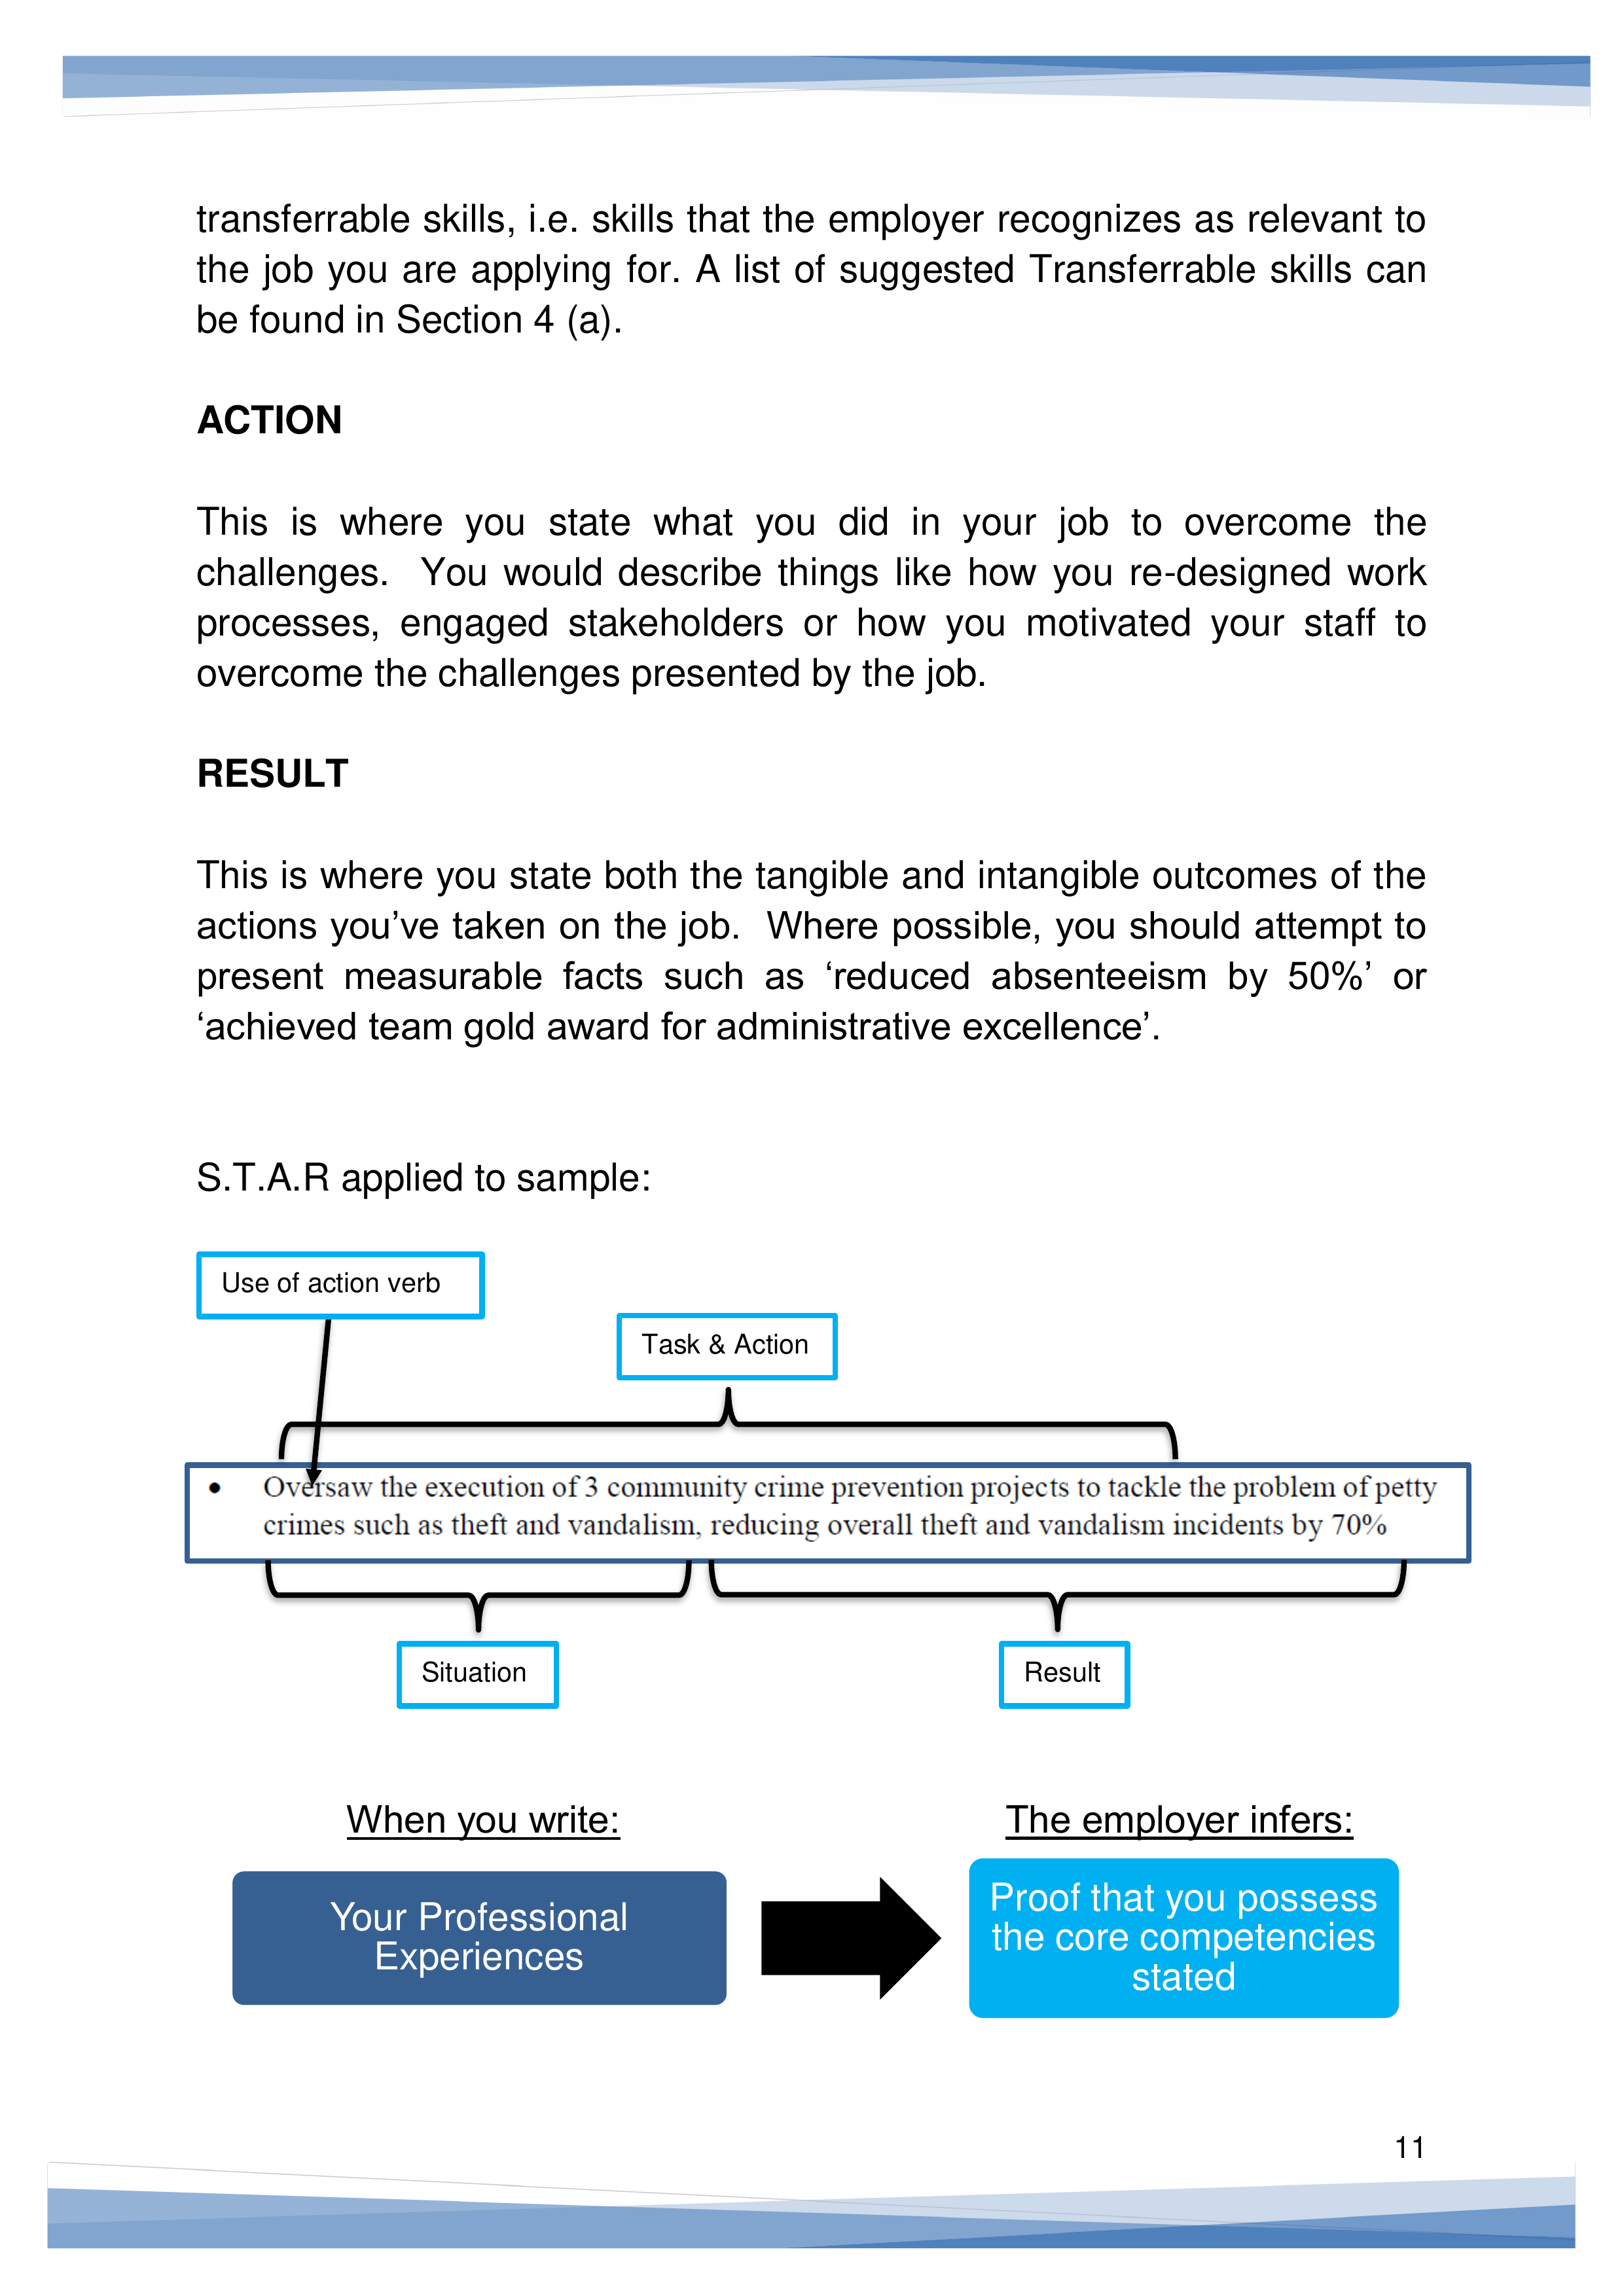 transferrable skills, i.e. skills that the employer recognizes as relevant to
the job you are applying for. A list of suggested Transferrable skills can
be found in Section 4 (a).
ACTION
This is where you state what you did in your job to overcome the
challenges.  You would describe things like how you re-designed work
processes, engaged stakeholders or how you motivated your staff to
overcome the challenges presented by the job.
RESULT
This is where you state both the tangible and intangible outcomes of the
actions you’ve taken on the job.  Where possible, you should attempt to
present measurable facts such as ‘reduced absenteeism by 50%’ or
‘achieved team gold award for administrative excellence’.
S.T.A.R applied to sample:
Use of action verb
Task & Action
• Oversaw the execution of 3 community crime prevention projects to tackle the problem of petty
crimes such as theft and vandalism, reducing overall theft and vandalism incidents by 70%
Situation
Result
When you write:
Your Professional
Experiences
The employer infers:
Proof that you possess
the core competencies
stated
11